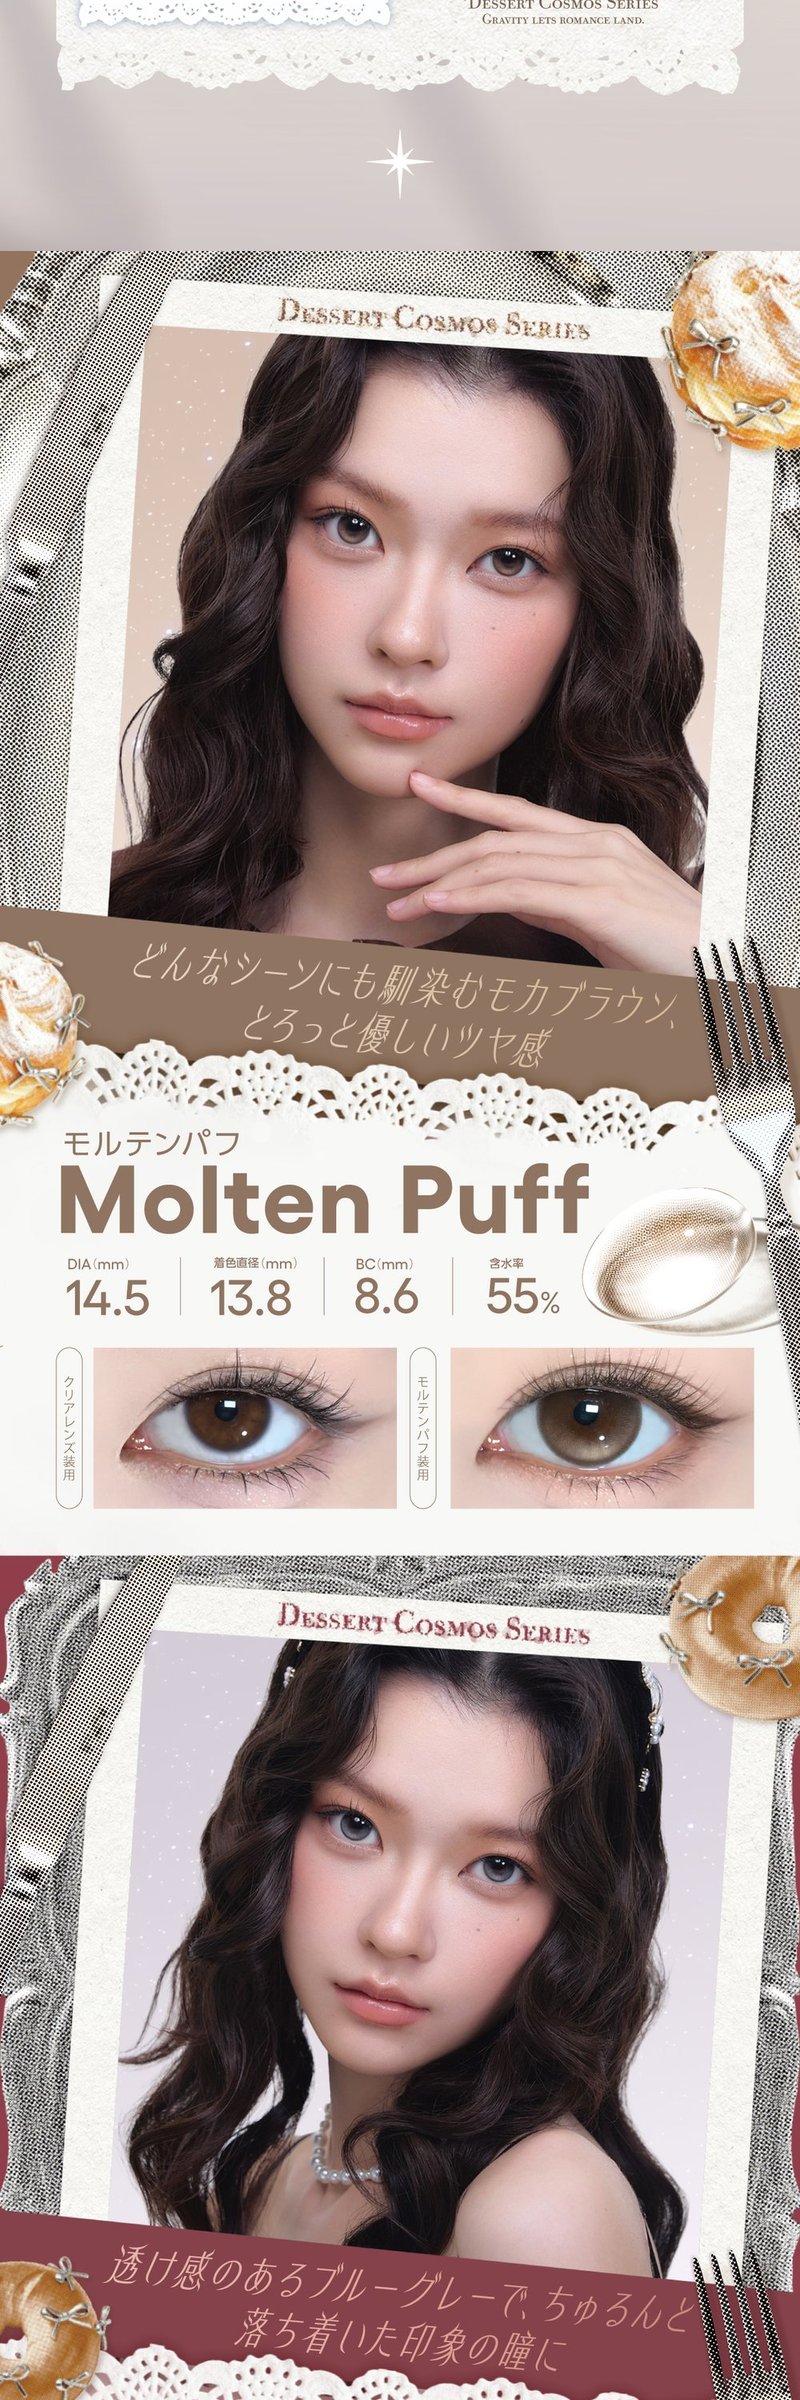 DESSERT COSMOS SERIES
GRAVITY LETS ROMANCE LAND.
DESSERT COSMOS SERIES
どんなシーンにも馴染むモカブラウン、
とろっと優しいツヤ感
モルテンパフ
Molten Puff
DIA(mm) 着色直径(mm) BC(mm) 含水率
14.5 13.8 8.6 55%
クリアレンズ装用
モルテンパフ装用
DESSERT COSMOS SERIES
透け感のあるブルーグレーで、ちゅるんと
落ち着いた印象の瞳に